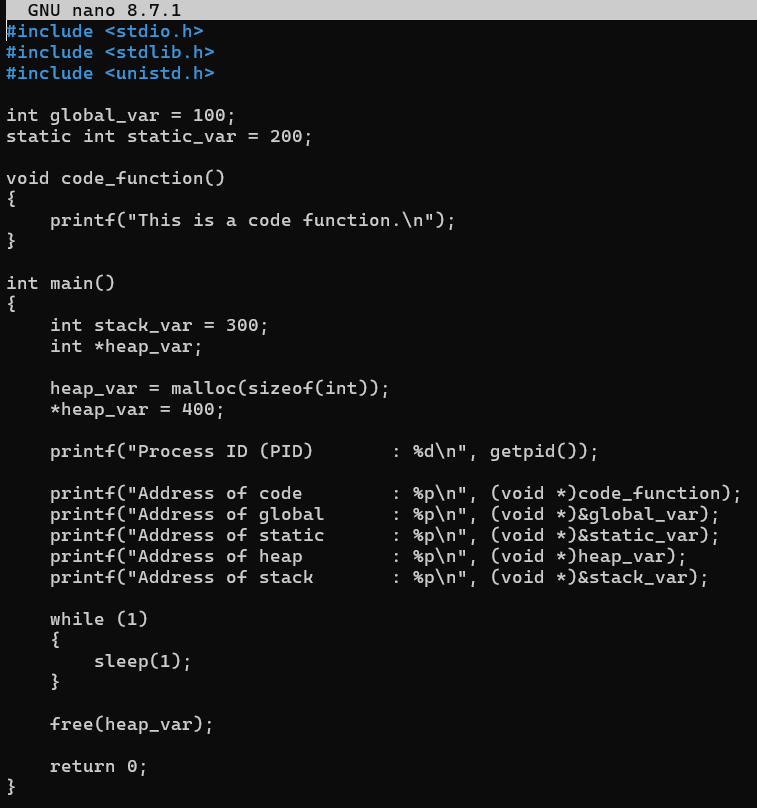 GNU nano 8.7.1
#include <stdio.h>
#include <stdlib.h>
#include <unistd.h>

int global_var = 100;
static int static_var = 200;

void code_function()
{
    printf("This is a code function.\n");
}

int main()
{
    int stack_var = 300;
    int *heap_var;

    heap_var = malloc(sizeof(int));
    *heap_var = 400;

    printf("Process ID (PID)       : %d\n", getpid());

    printf("Address of code        : %p\n", (void *)code_function);
    printf("Address of global      : %p\n", (void *)&global_var);
    printf("Address of static      : %p\n", (void *)&static_var);
    printf("Address of heap        : %p\n", (void *)heap_var);
    printf("Address of stack       : %p\n", (void *)&stack_var);

    while (1)
    {
        sleep(1);
    }

    free(heap_var);

    return 0;
}